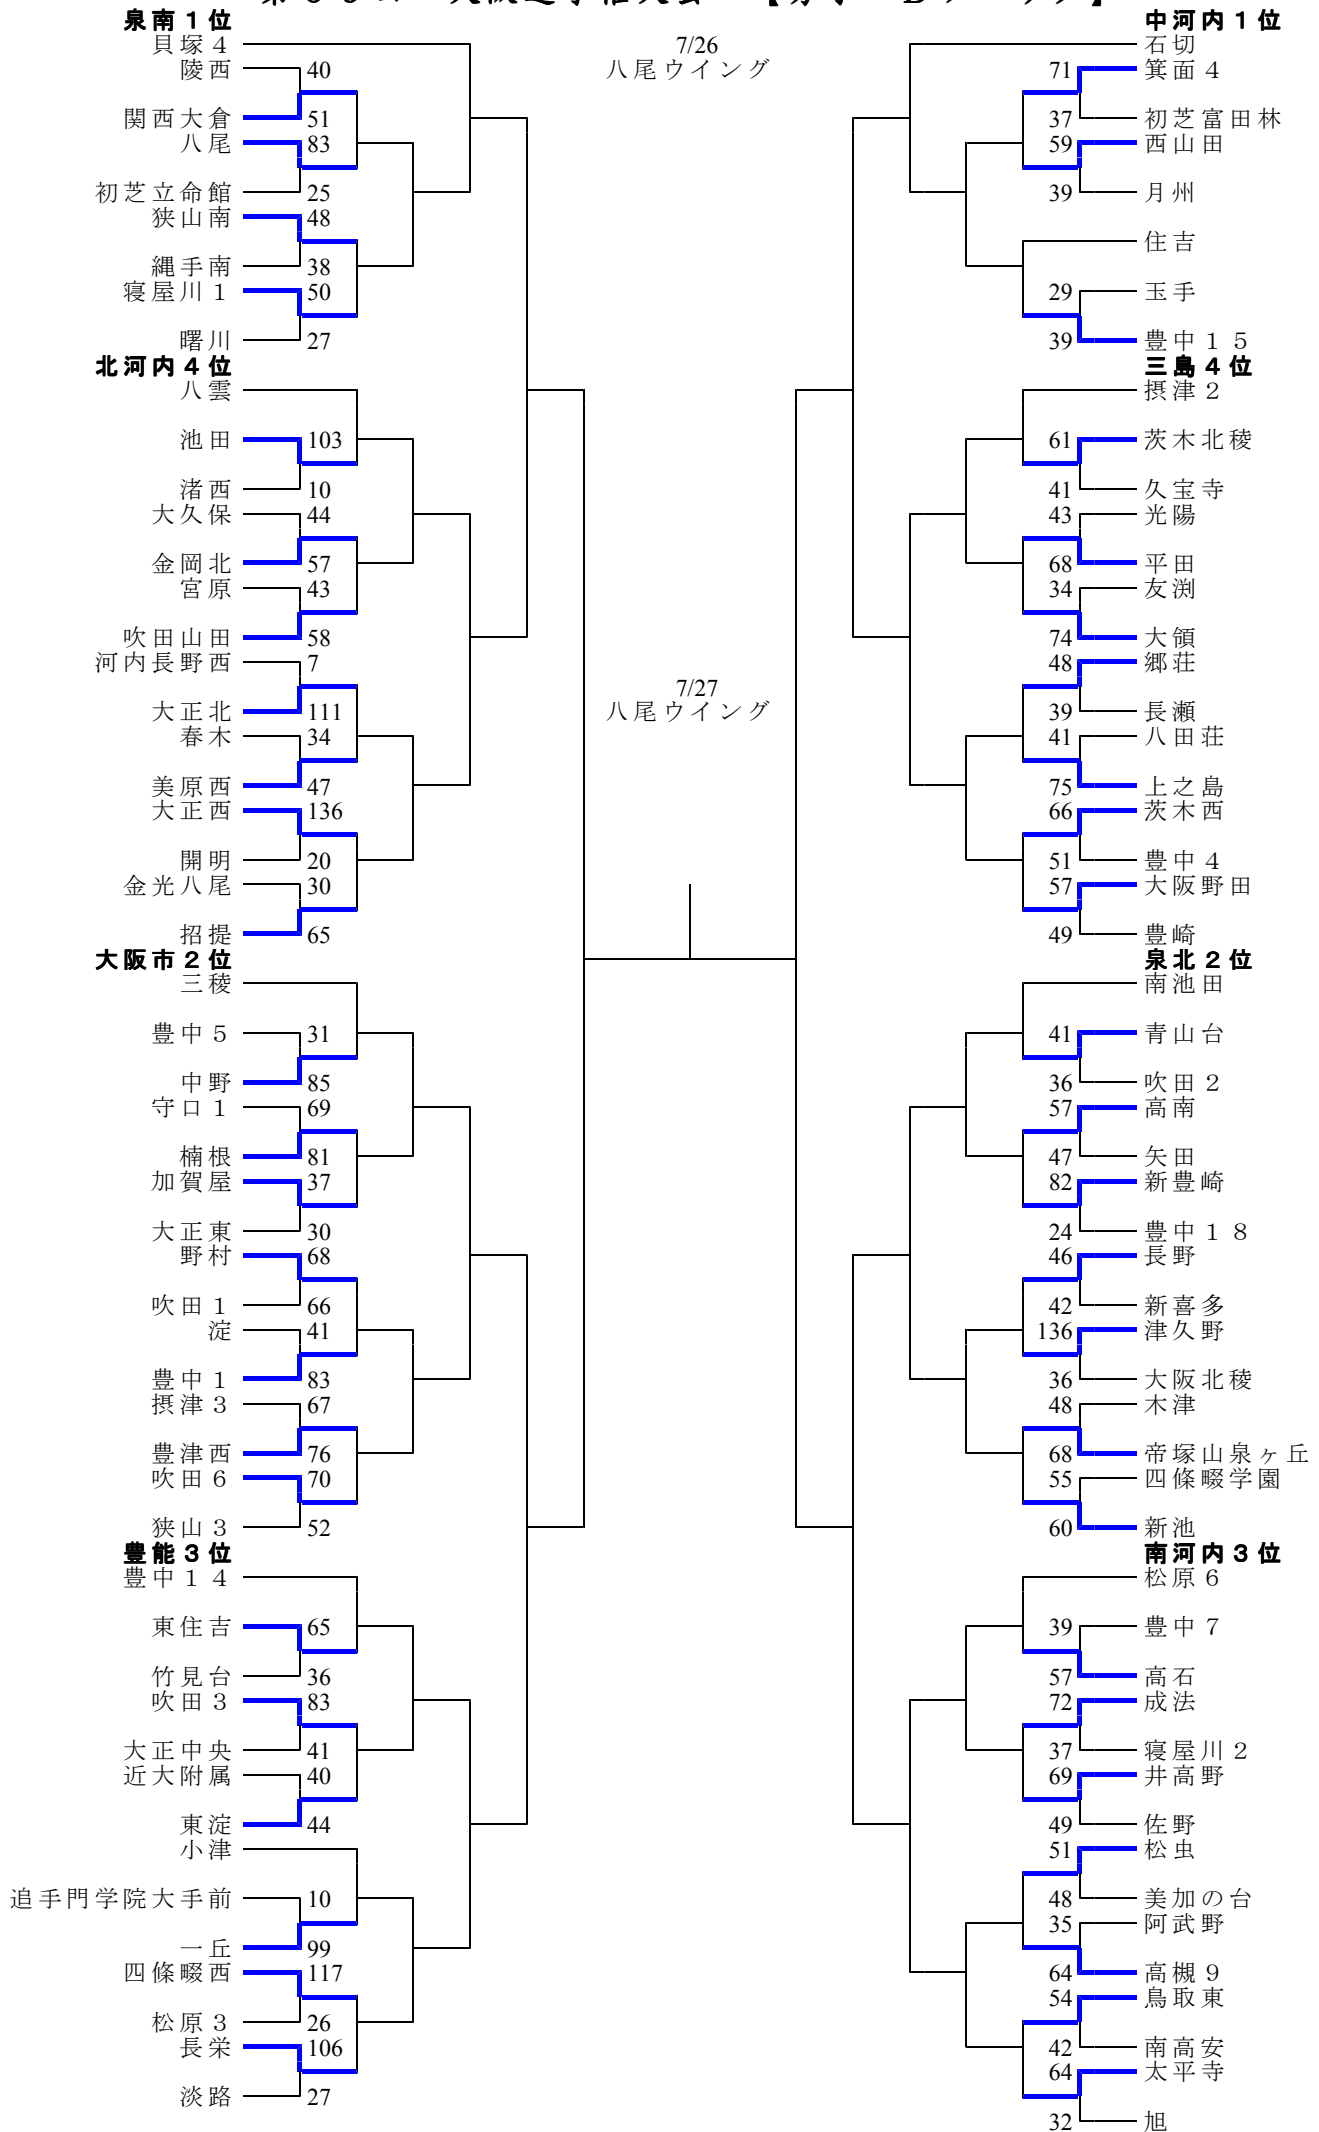 泉南１位
貝塚４
陵西 40
関西大倉 51
八尾 83
初芝立命館 25
狭山南 48
縄手南 38
寝屋川１ 50
曙川 27
北河内４位
八雲
池田 103
渚西 10
大久保 44
金岡北 57
宮原 43
吹田山田 58
河内長野西 7
大正北 111
春木 34
美原西 47
大正西 136
開明 20
金光八尾 30
招提 65
大阪市２位
三稜
豊中５ 31
中野 85
守口１ 69
楠根 81
加賀屋 37
大正東 30
野村 68
吹田１ 66
淀 41
豊中１ 83
摂津３ 67
豊津西 76
吹田６ 70
狭山３ 52
豊能３位
豊中１４
東住吉 65
竹見台 36
吹田３ 83
大正中央 41
近大附属 40
東淀 44
小津
追手門学院大手前 10
一丘 99
四條畷西 117
松原３ 26
長栄 106
淡路 27
7/26
八尾ウイング
7/27
八尾ウイング
中河内１位
石切
71 箕面４
37 初芝富田林
59 西山田
39 月州
住吉
29 玉手
39 豊中１５
三島４位
摂津２
61 茨木北稜
41 久宝寺
43 光陽
68 平田
34 友渕
74 大領
48 郷荘
39 長瀬
41 八田荘
75 上之島
66 茨木西
51 豊中４
57 大阪野田
49 豊崎
泉北２位
南池田
41 青山台
36 吹田２
57 高南
47 矢田
82 新豊崎
24 豊中１８
46 長野
42 新喜多
136 津久野
36 大阪北稜
48 木津
68 帝塚山泉ヶ丘
55 四條畷学園
60 新池
南河内３位
松原６
39 豊中７
57 高石
72 成法
37 寝屋川２
69 井高野
49 佐野
51 松虫
48 美加の台
35 阿武野
64 高槻９
54 鳥取東
42 南高安
64 太平寺
32 旭